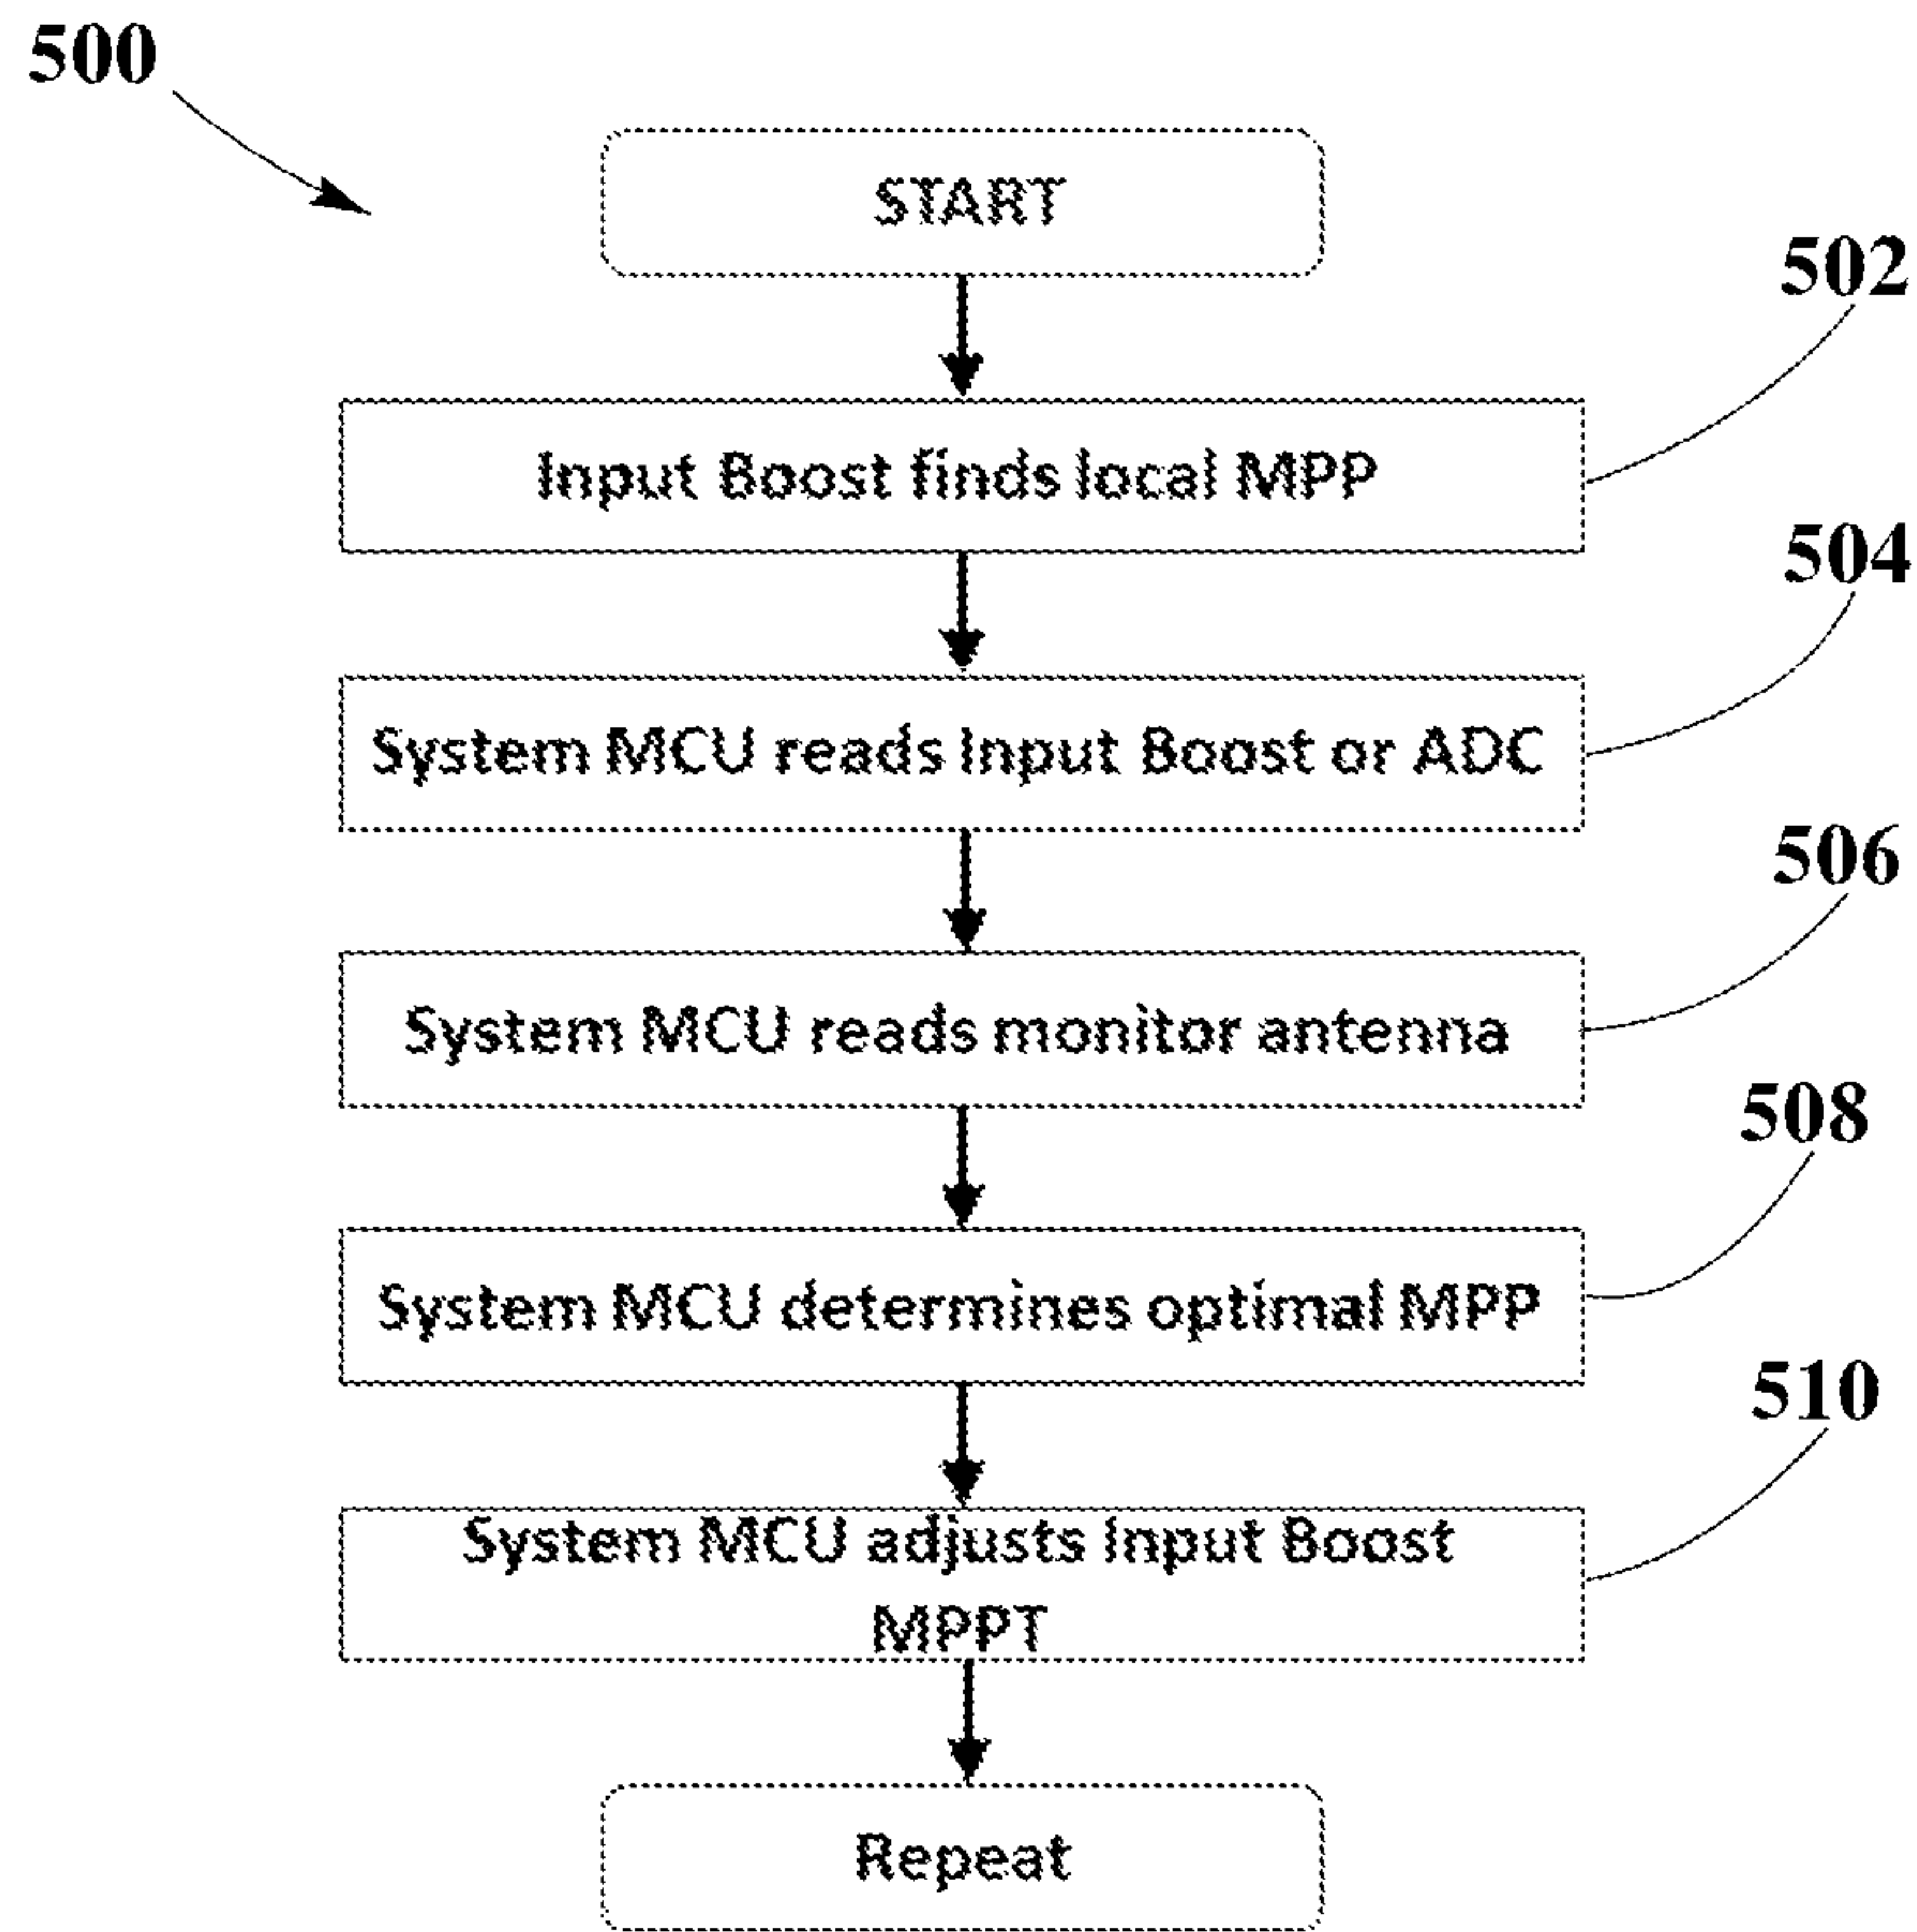 500
START
502
Input Boost finds local MPP
504
System MCU reads Input Boost or ADC
506
System MCU reads monitor antenna
508
System MCU determines optimal MPP
510
System MCU adjusts Input Boost
MPPT
Repeat